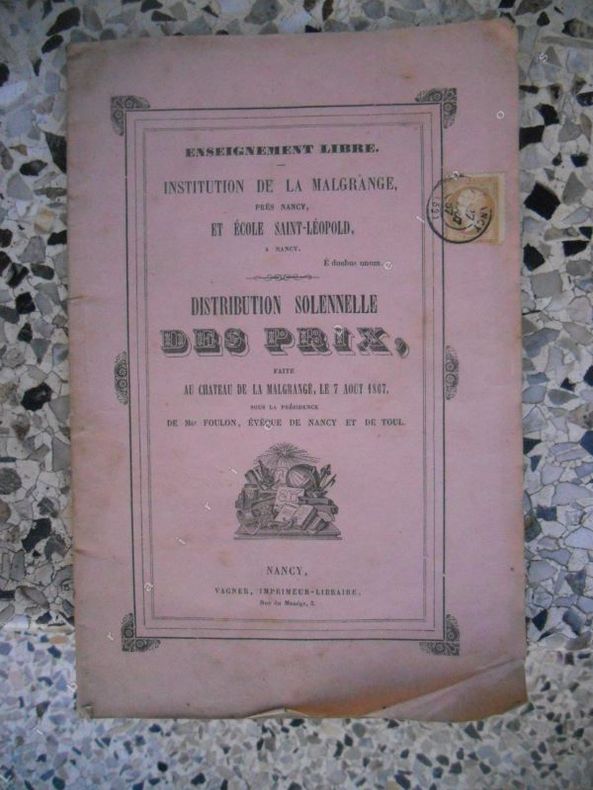 ENSEIGNEMENT LIBRE.
INSTITUTION DE LA MALGRANGE,
PRÈS NANCY,
ET ÉCOLE SAINT-LÉOPOLD,
A NANCY.
E duobus unum.
DISTRIBUTION SOLENNELLE
DES PRIX,
FAITE
AU CHATEAU DE LA MALGRANGE, LE 7 AOUT 1867,
SOUS LA PRÉSIDENCE
DE Mgr FOULON, ÉVÊQUE DE NANCY ET DE TOUL.
NANCY,
VAGNER, IMPRIMEUR-LIBRAIRE,
Rue du Manége, 3.